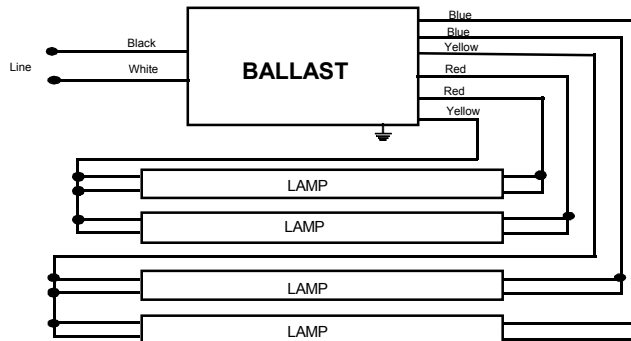 Blue
Blue
Yellow
Black
Line
White
BALLAST
Red
Red
Yellow
LAMP
LAMP
LAMP
LAMP